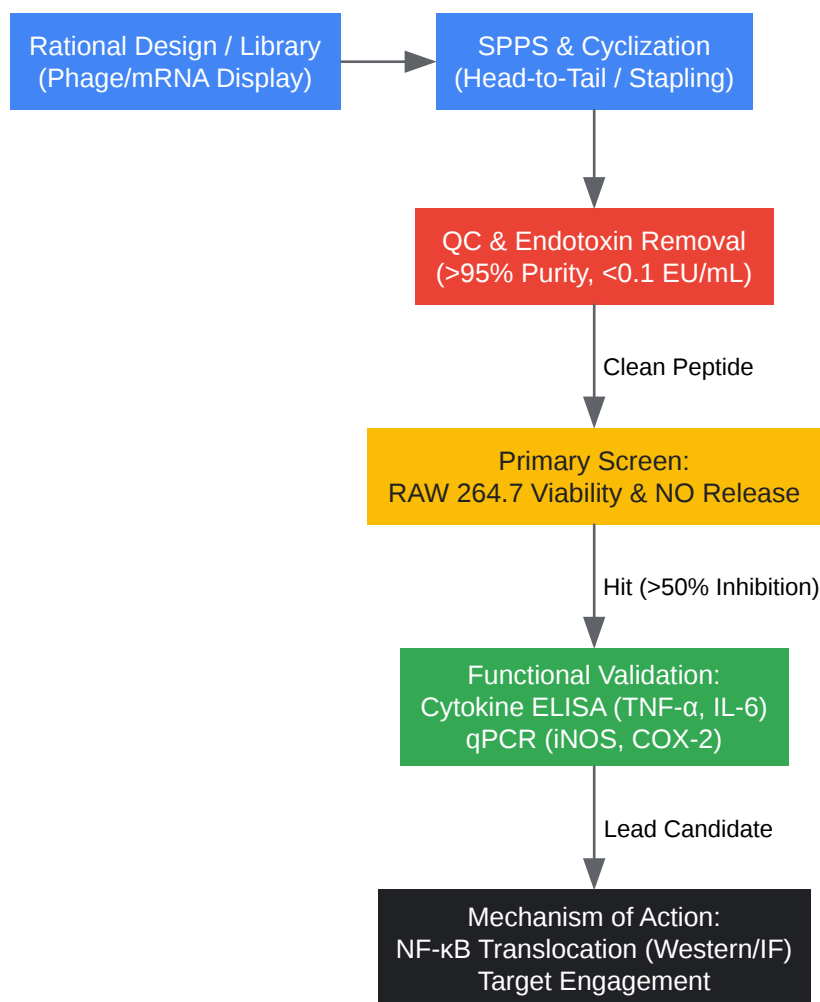 Rational Design / Library
(Phage/mRNA Display)
SPPS & Cyclization
(Head-to-Tail / Stapling)
QC & Endotoxin Removal
(>95% Purity, <0.1 EU/mL)
Clean Peptide
Primary Screen:
RAW 264.7 Viability & NO Release
Hit (>50% Inhibition)
Functional Validation:
Cytokine ELISA (TNF-α, IL-6)
qPCR (iNOS, COX-2)
Lead Candidate
Mechanism of Action:
NF-κB Translocation (Western/IF)
Target Engagement